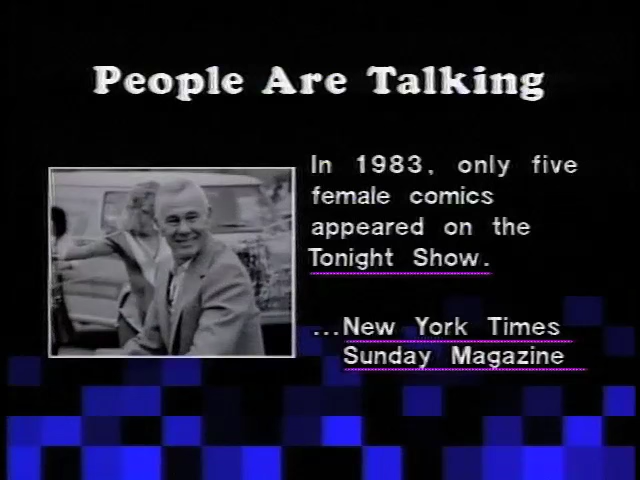 People Are Talking
In 1983, only five
female comics
appeared on the
Tonight Show.
...New York Times
Sunday Magazine